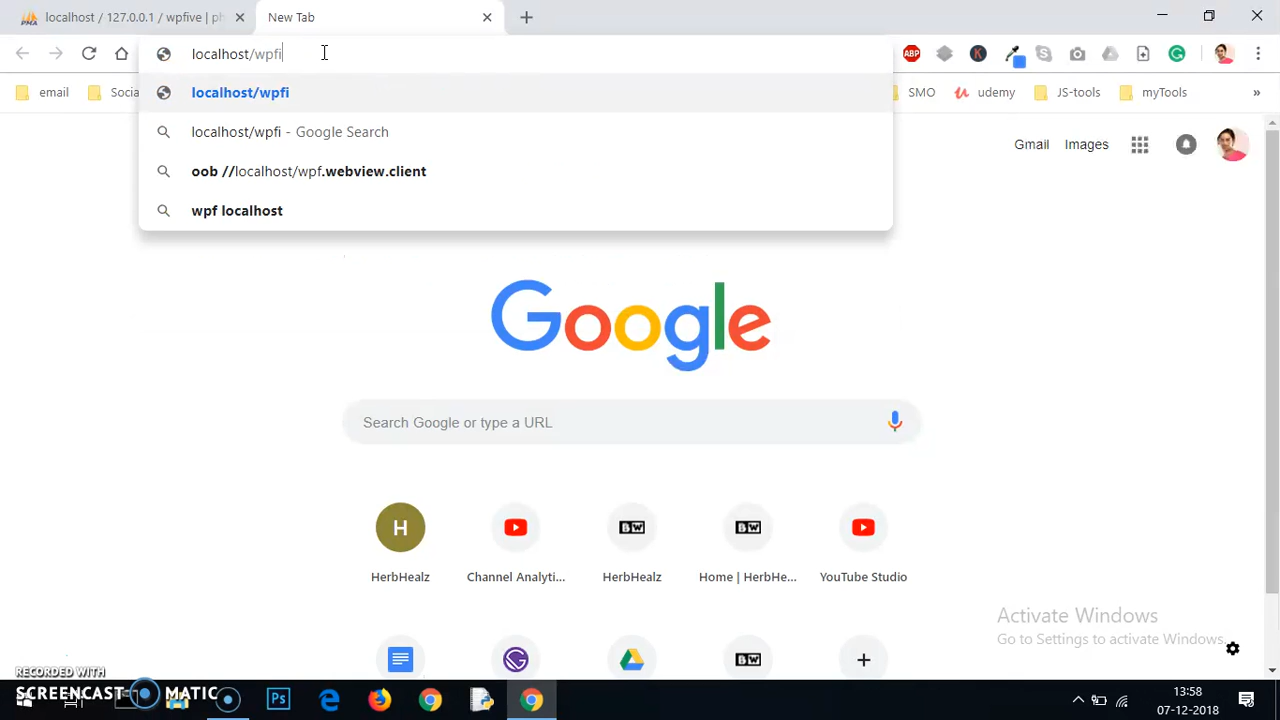 localhost / 127.0.0.1 / wpfive | ph
New Tab
localhost/wpfi
email
Socia
SMO
udemy
JS-tools
myTools
»
localhost/wpfi
localhost/wpfi - Google Search
oob //localhost/wpf.webview.client
wpf localhost
Gmail
Images
Google
Search Google or type a URL
H
HerbHealz
Channel Analyti...
HerbHealz
Home | HerbHe...
YouTube Studio
Activate Windows
Go to Settings to activate Windows.
RECORDED WITH
SCREENCAST MATIC
13:58
07-12-2018
ABP
K
Ps
BW
BW
BW